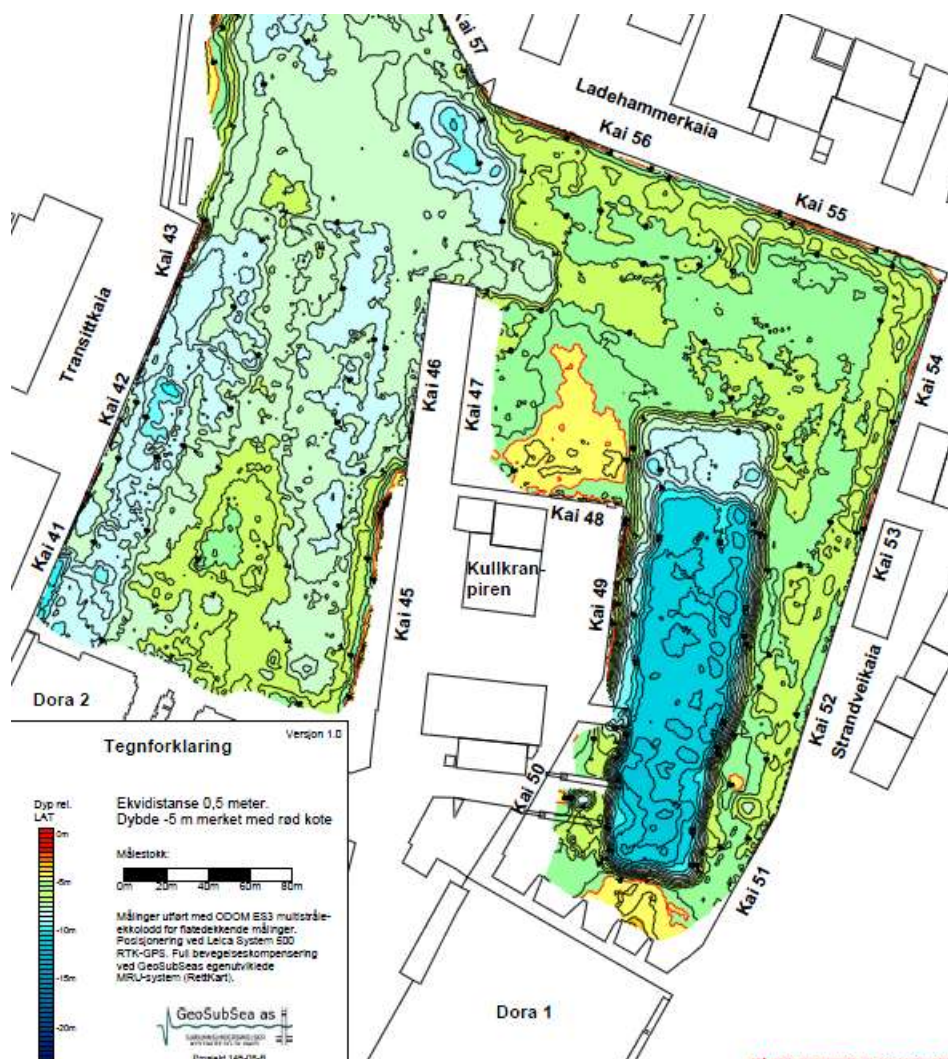 Kai 57
Ladehammerkaia
Kai 56
Kai 55
Kai 43
Transittkaia
Kai 42
Kai 46
Kai 47
Kai 54
Kai 41
Kai 48
Kullkran-
piren
Kai 45
Kai 49
Kai 53
Strandveikaia
Kai 52
Dora 2
Kai 50
Kai 51
Dora 1
Tegnforklaring
Versjon 1.0
Dyp rel.
LAT
0m
-5m
-10m
-15m
-20m
Ekvidistanse 0,5 meter.
Dybde -5 m merket med rød kote
Målestokk:
0m 20m 40m 60m 80m
Målinger utført med ODOM ES3 multistråle-
ekkolodd for flatedekkende målinger.
Posisjonering ved Leica System 500
RTK-GPS. Full bevegelseskompensering
ved GeoSubSeas egenutviklede
MRU-system (RettKart).
GeoSubSea as